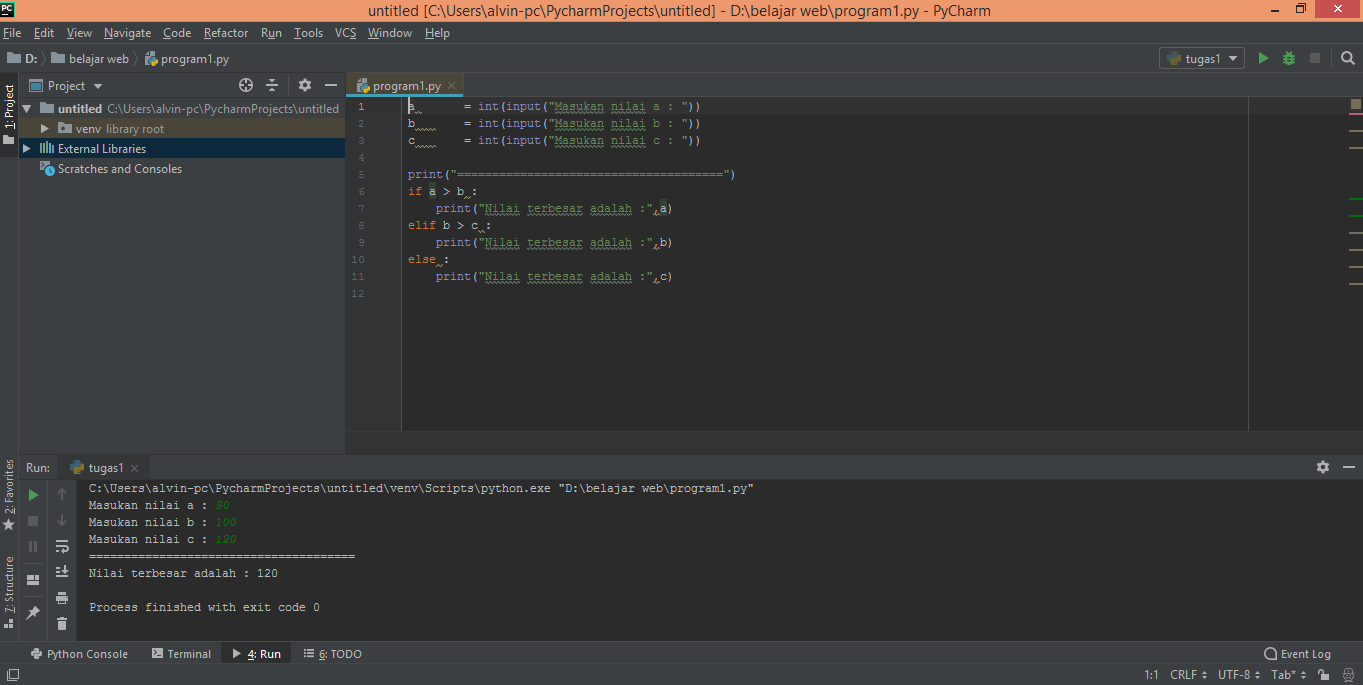 PC
untitled [C:\Users\alvin-pc\PycharmProjects\untitled] - D:\belajar web\program1.py - PyCharm
File Edit View Navigate Code Refactor Run Tools VCS Window Help
D: belajar web program1.py
tugas1
1: Project
Project
program1.py
untitled C:\Users\alvin-pc\PycharmProjects\untitled
venv library root
External Libraries
Scratches and Consoles
1 a = int(input("Masukan nilai a : "))
2 b = int(input("Masukan nilai b : "))
3 c = int(input("Masukan nilai c : "))
4
5 print("======================================")
6 if a > b :
7 print("Nilai terbesar adalah :",a)
8 elif b > c :
9 print("Nilai terbesar adalah :",b)
10 else :
11 print("Nilai terbesar adalah :",c)
12
2: Favorites
7: Structure
Run: tugas1
C:\Users\alvin-pc\PycharmProjects\untitled\venv\Scripts\python.exe "D:\belajar web\program1.py"
Masukan nilai a : 90
Masukan nilai b : 100
Masukan nilai c : 120
======================================
Nilai terbesar adalah : 120
Process finished with exit code 0
Python Console Terminal 4: Run 6: TODO Event Log
1:1 CRLF UTF-8 Tab*